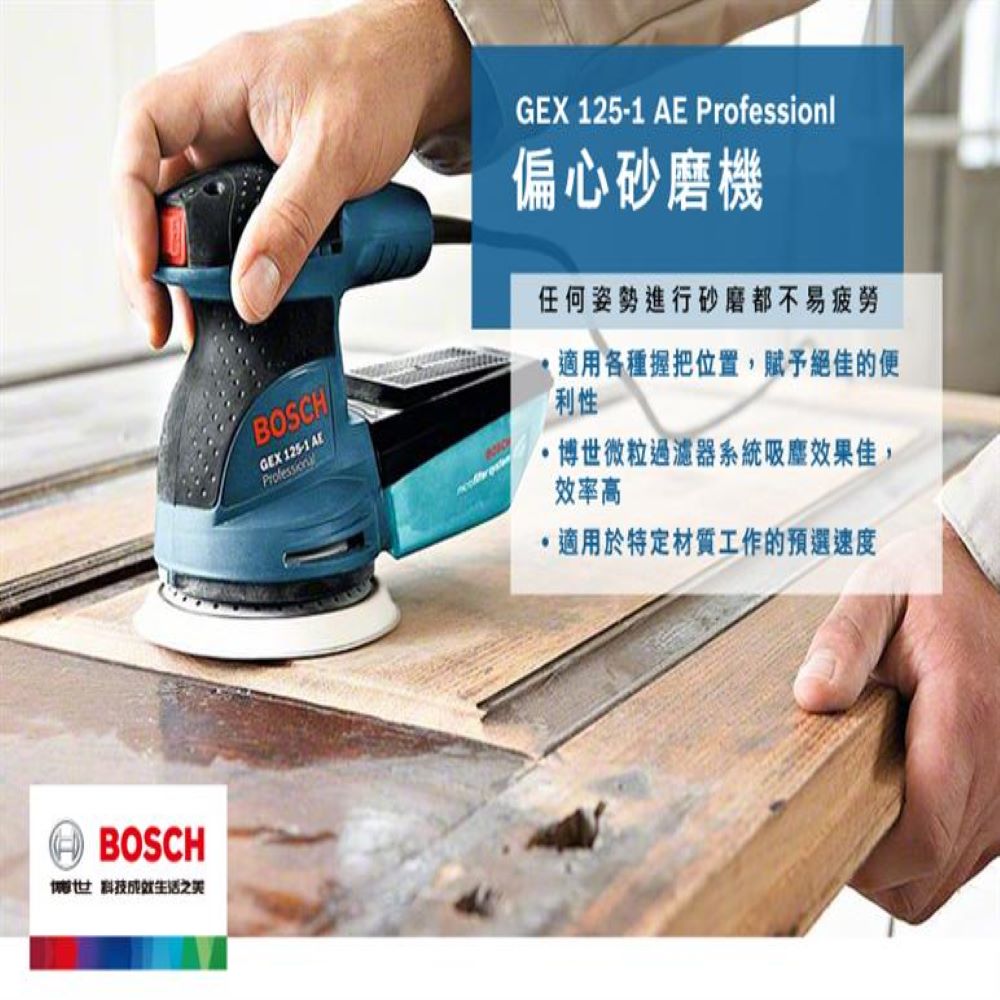 GEX 125-1 AE Professionl
偏心砂磨機
任何姿勢進行砂磨都不易疲勞
• 適用各種握把位置，賦予絕佳的便
利性
• 博世微粒過濾器系統吸塵效果佳，
效率高
• 適用於特定材質工作的預選速度
BOSCH
GEX 125-1 AE
Professional
BOSCH
BOSCH
博世 科技成就生活之美